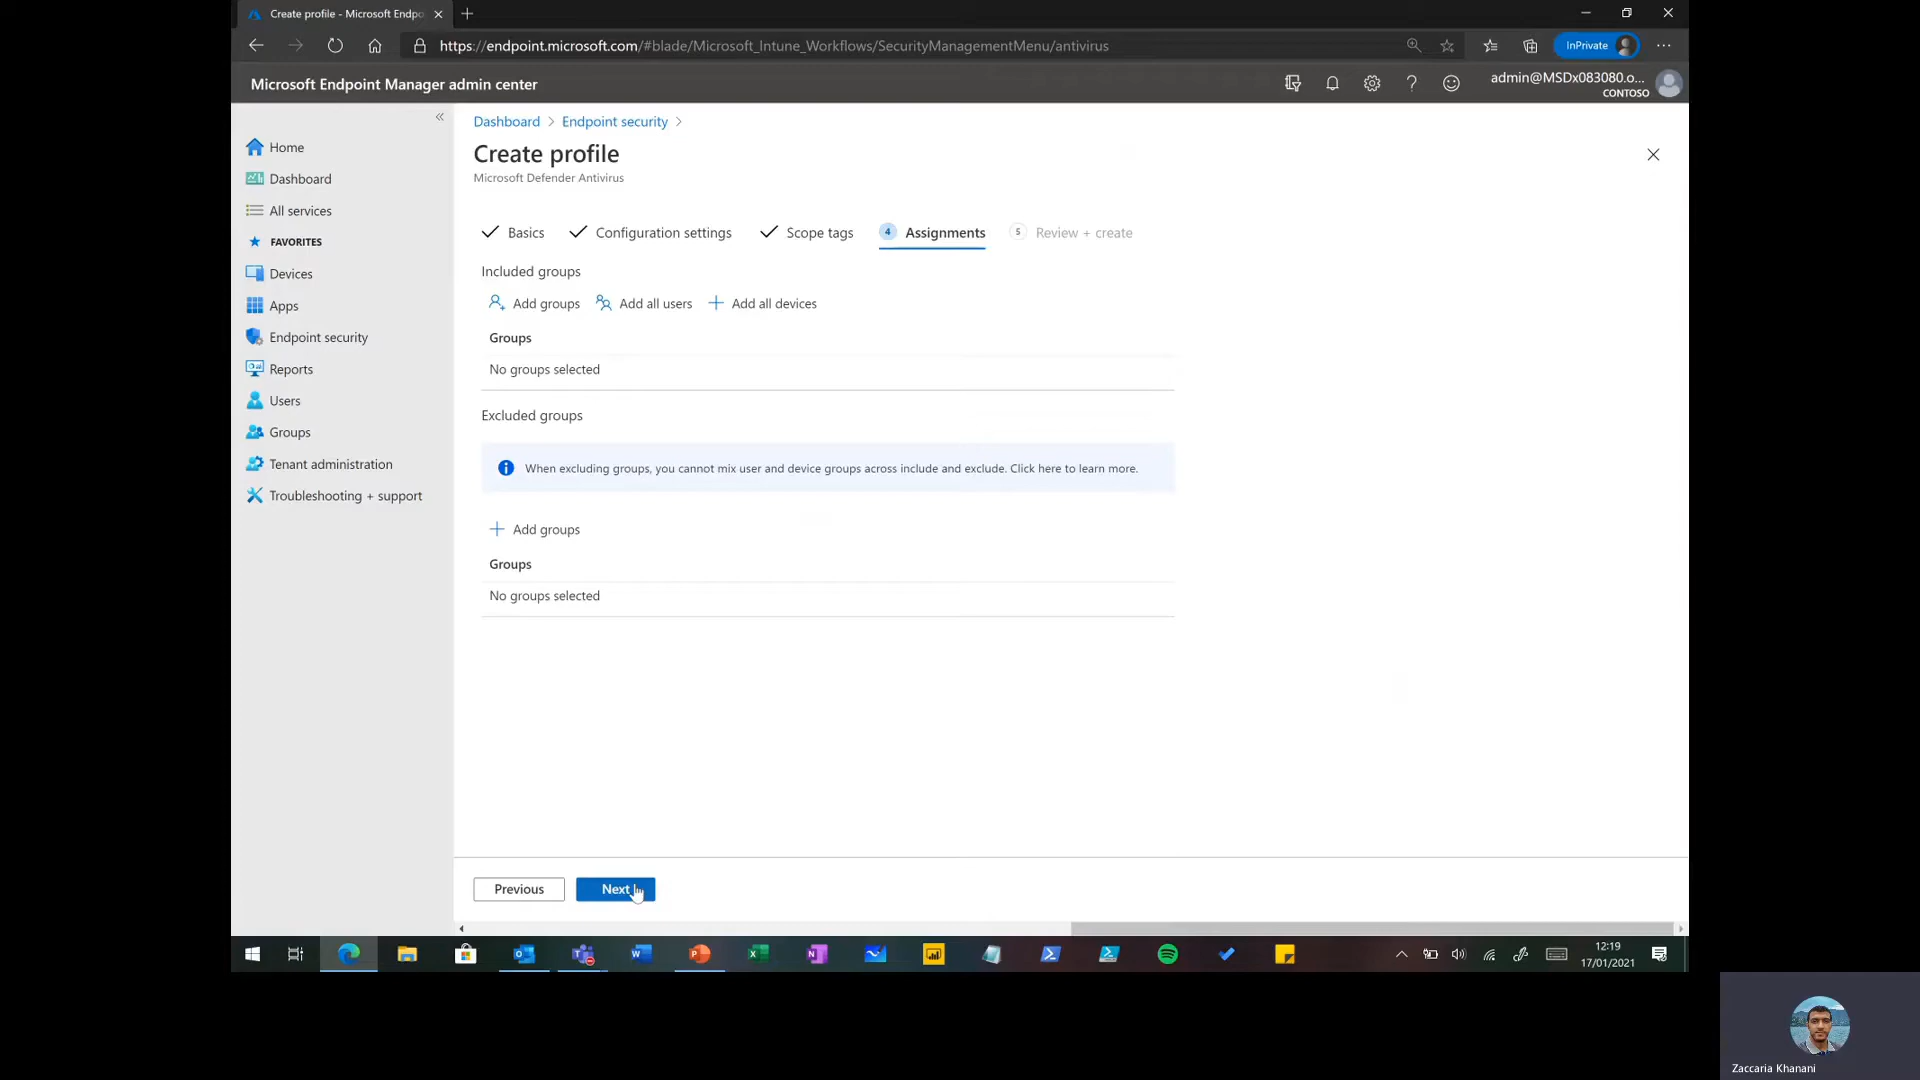 Create profile - Microsoft Endpo
https://endpoint.microsoft.com/#blade/Microsoft_Intune_Workflows/SecurityManagementMenu/antivirus
InPrivate
Microsoft Endpoint Manager admin center
admin@MSDx083080.o...
CONTOSO
Home
Dashboard
All services
FAVORITES
Devices
Apps
Endpoint security
Reports
Users
Groups
Tenant administration
Troubleshooting + support
Dashboard > Endpoint security >
Create profile
Microsoft Defender Antivirus
Basics Configuration settings Scope tags 4 Assignments 5 Review + create
Included groups
Add groups Add all users Add all devices
Groups
No groups selected
Excluded groups
When excluding groups, you cannot mix user and device groups across include and exclude. Click here to learn more.
Add groups
Groups
No groups selected
Previous Next
12:19
17/01/2021
Zaccaria Khanani